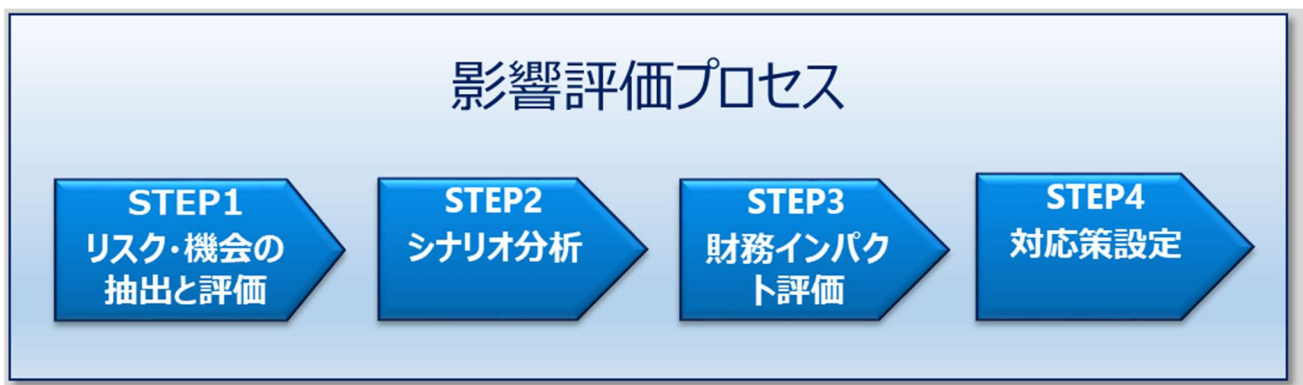 影響評価プロセス
STEP1
リスク・機会の
抽出と評価
STEP2
シナリオ分析
STEP3
財務インパク
ト評価
STEP4
対応策設定